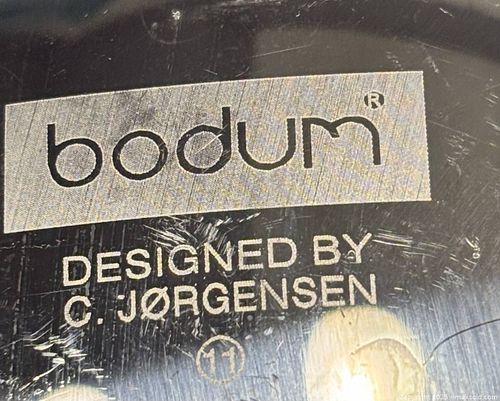 bodum®
DESIGNED BY
C. JØRGENSEN
11